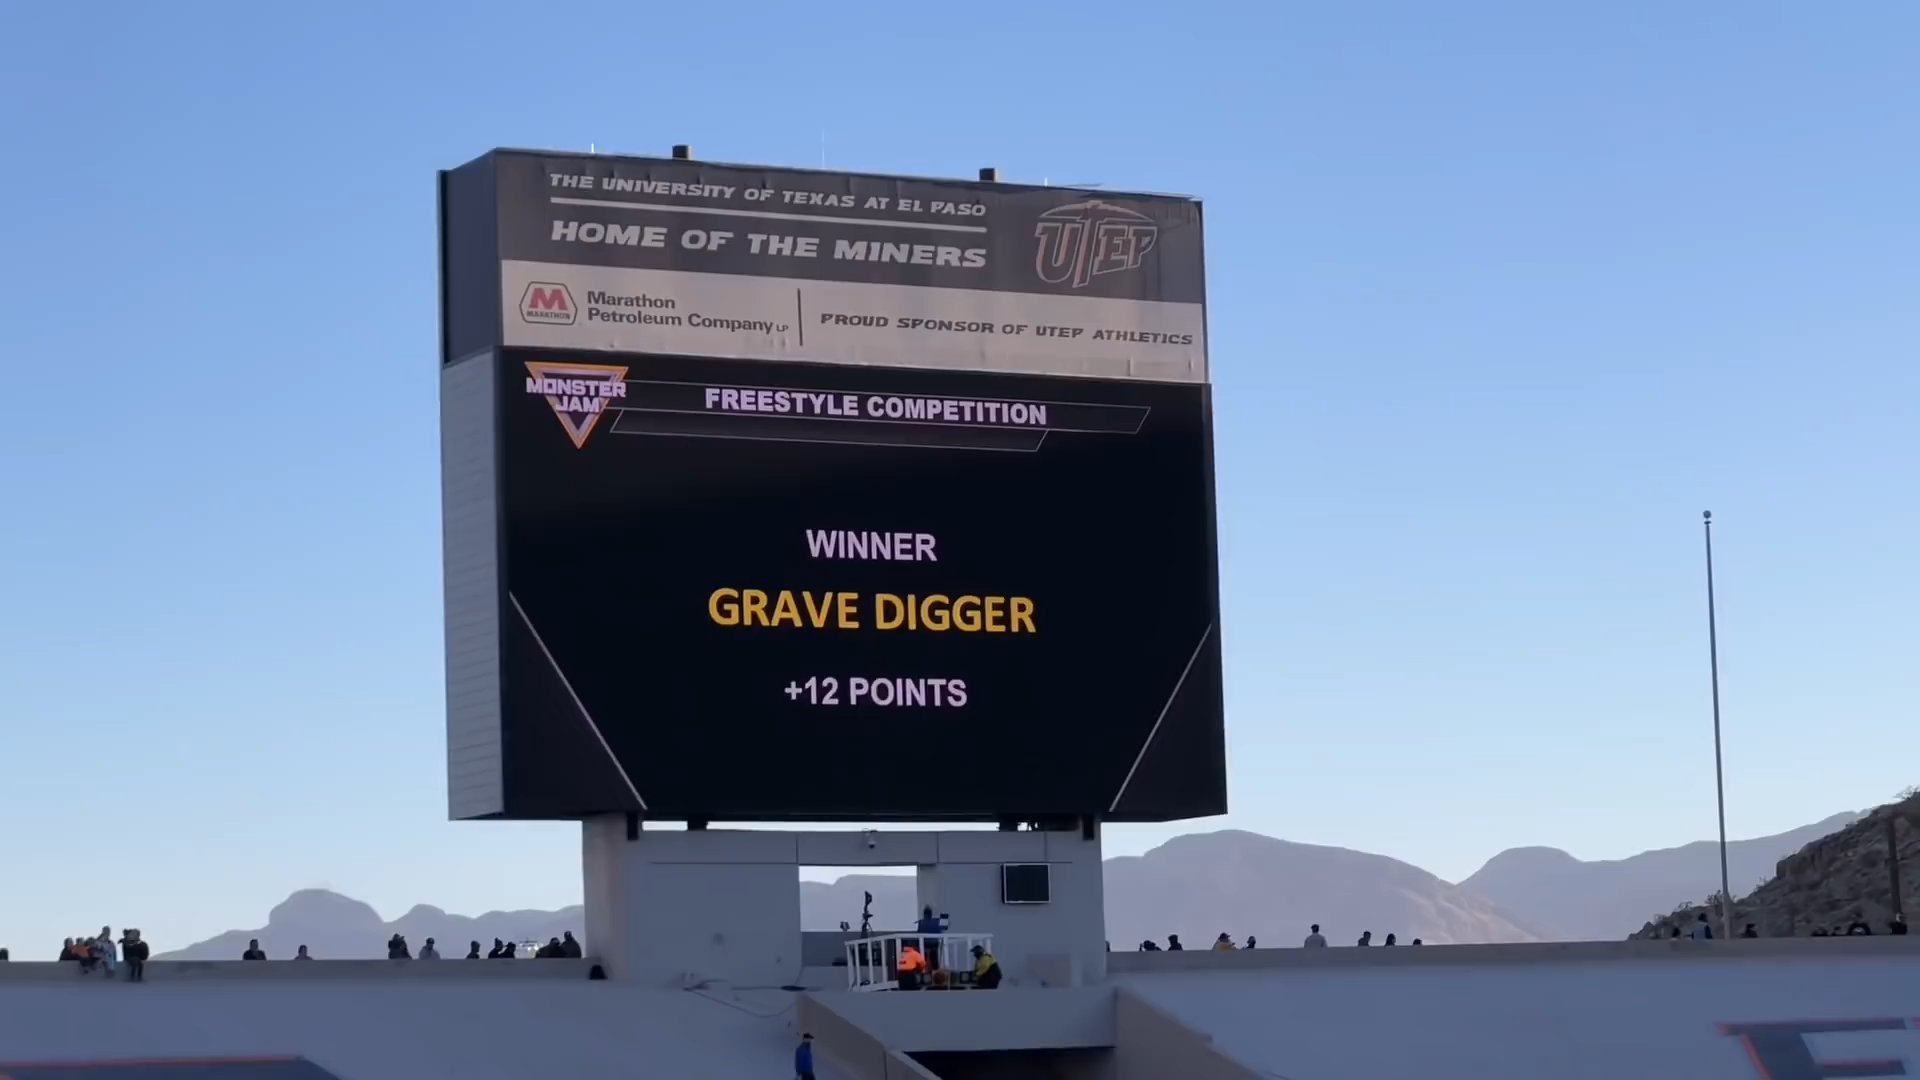 THE UNIVERSITY OF TEXAS AT EL PASO
HOME OF THE MINERS
UTEP
MARATHON
Marathon
Petroleum Company LP
PROUD SPONSOR OF UTEP ATHLETICS
MONSTER
JAM
FREESTYLE COMPETITION
WINNER
GRAVE DIGGER
+12 POINTS